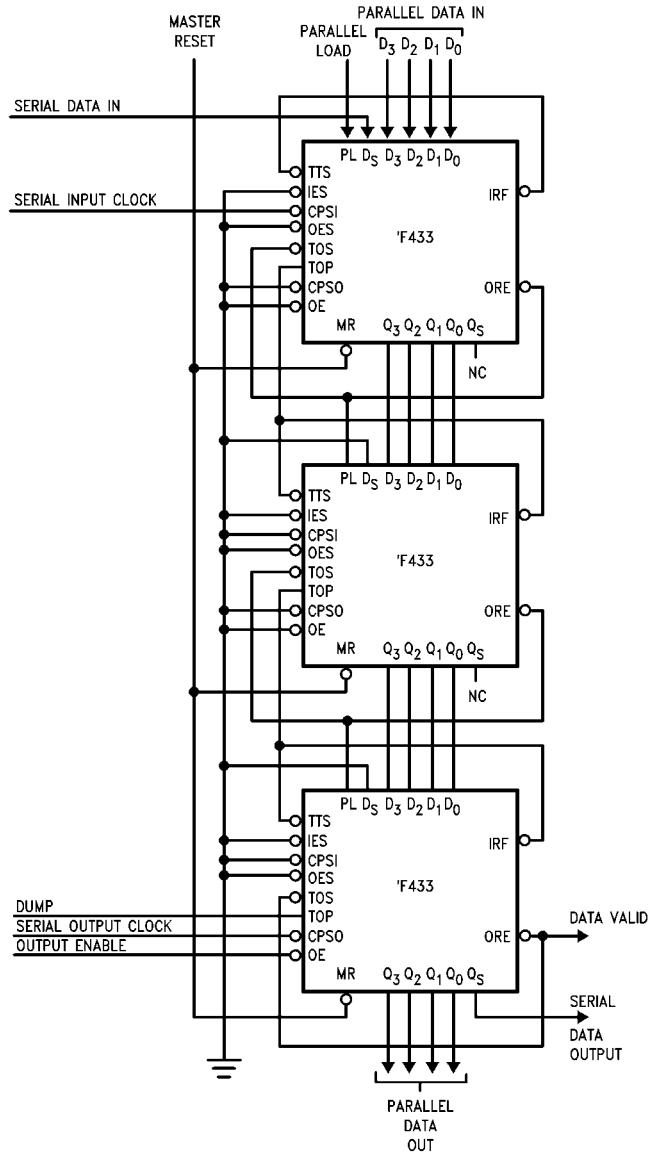 PARALLEL DATA IN
MASTER
RESET
PARALLEL
LOAD
D3 D2 D1 D0
SERIAL DATA IN
PL DS D3 D2 D1 D0
TTS
IES
IRF
SERIAL INPUT CLOCK
CPSI
OES
'F433
TOS
TOP
CPSO
ORE
OE
MR Q3 Q2 Q1 Q0 QS
NC
PL DS D3 D2 D1 D0
TTS
IES
IRF
CPSI
OES
'F433
TOS
TOP
CPSO
ORE
OE
MR Q3 Q2 Q1 Q0 QS
NC
PL DS D3 D2 D1 D0
TTS
IES
IRF
CPSI
OES
'F433
TOS
DUMP
TOP
SERIAL OUTPUT CLOCK
CPSO
ORE
DATA VALID
OUTPUT ENABLE
OE
MR Q3 Q2 Q1 Q0 QS
SERIAL
DATA
OUTPUT
PARALLEL
DATA
OUT